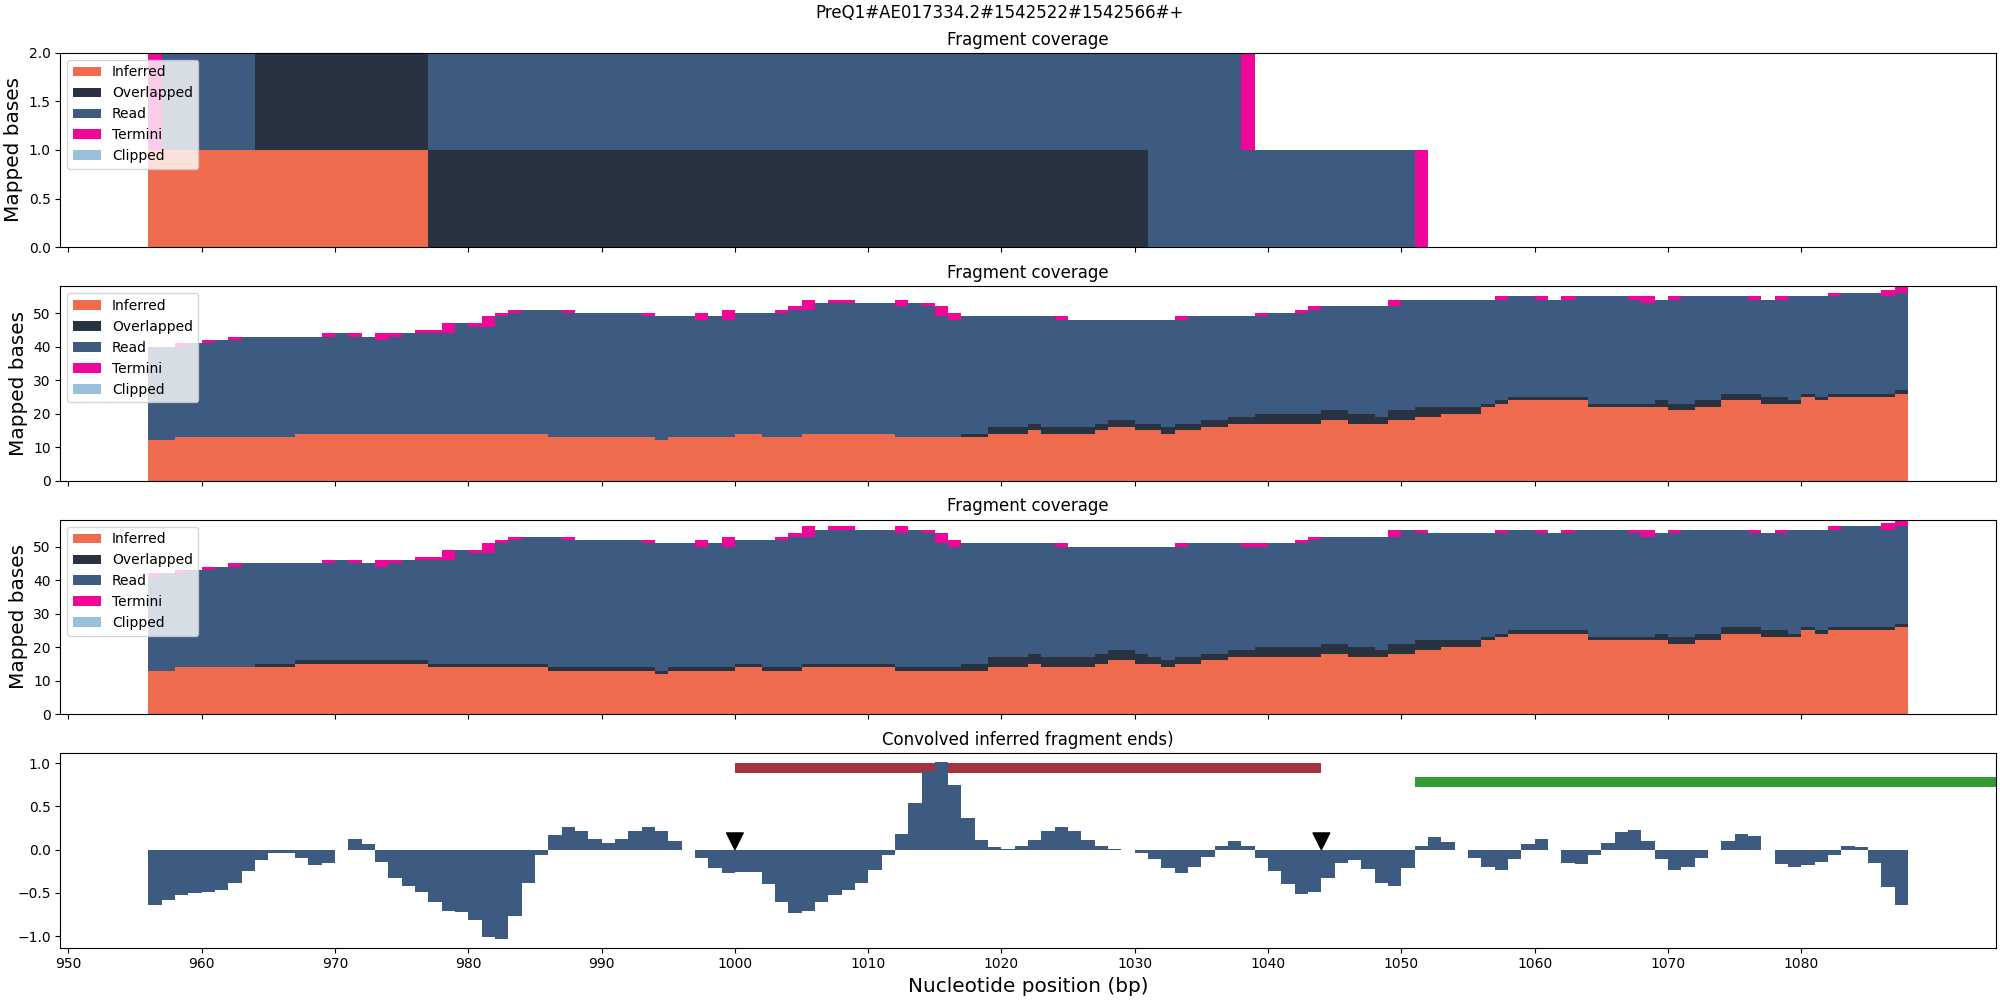 PreQ1#AE017334.2#1542522#1542566#+
Fragment coverage
Mapped bases
2.0
1.5
1.0
0.5
0.0
Inferred
Overlapped
Read
Termini
Clipped
Fragment coverage
Mapped bases
50
40
30
20
10
0
Inferred
Overlapped
Read
Termini
Clipped
Fragment coverage
Mapped bases
50
40
30
20
10
0
Inferred
Overlapped
Read
Termini
Clipped
Convolved inferred fragment ends)
1.0
0.5
0.0
−0.5
−1.0
950 960 970 980 990 1000 1010 1020 1030 1040 1050 1060 1070 1080
Nucleotide position (bp)